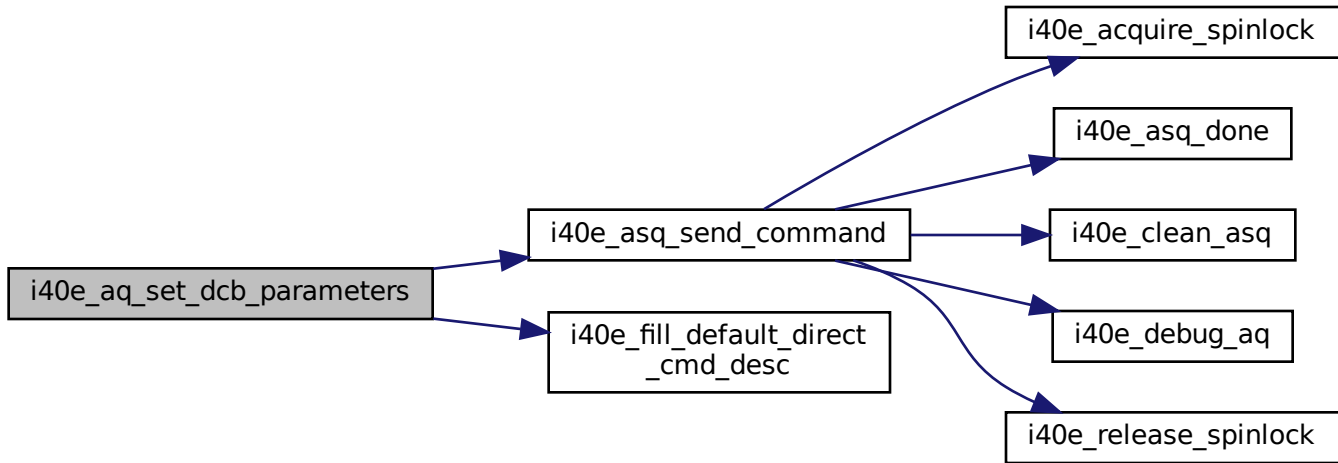 i40e_acquire_spinlock
i40e_asq_done
i40e_asq_send_command
i40e_clean_asq
i40e_aq_set_dcb_parameters
i40e_fill_default_direct
_cmd_desc
i40e_debug_aq
i40e_release_spinlock